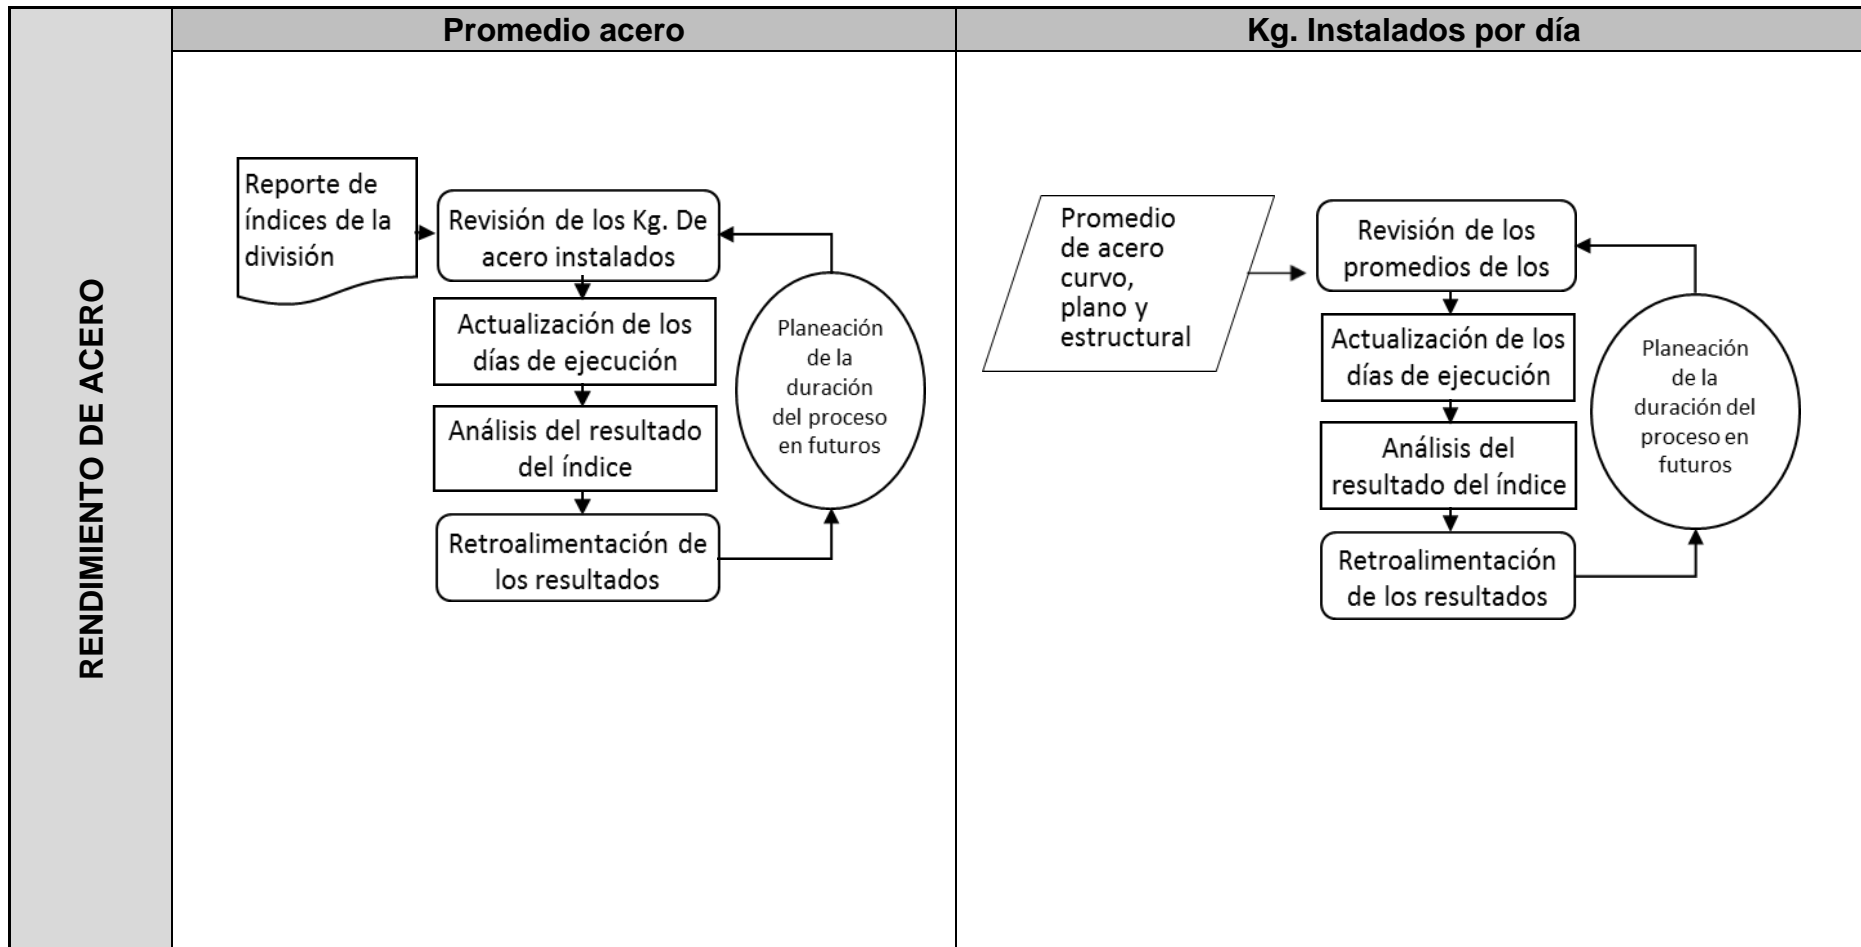 RENDIMIENTO DE ACERO
Promedio acero
Reporte de
índices de la
división
Revisión de los Kg. De
acero instalados
Actualización de los
días de ejecución
Análisis del resultado
del índice
Retroalimentación de
los resultados
Planeación
de la
duración
del proceso
en futuros
Kg. Instalados por día
Promedio
de acero
curvo,
plano y
estructural
Revisión de los
promedios de los
Actualización de los
días de ejecución
Análisis del
resultado del índice
Retroalimentación
de los resultados
Planeación
de la
duración del
proceso en
futuros